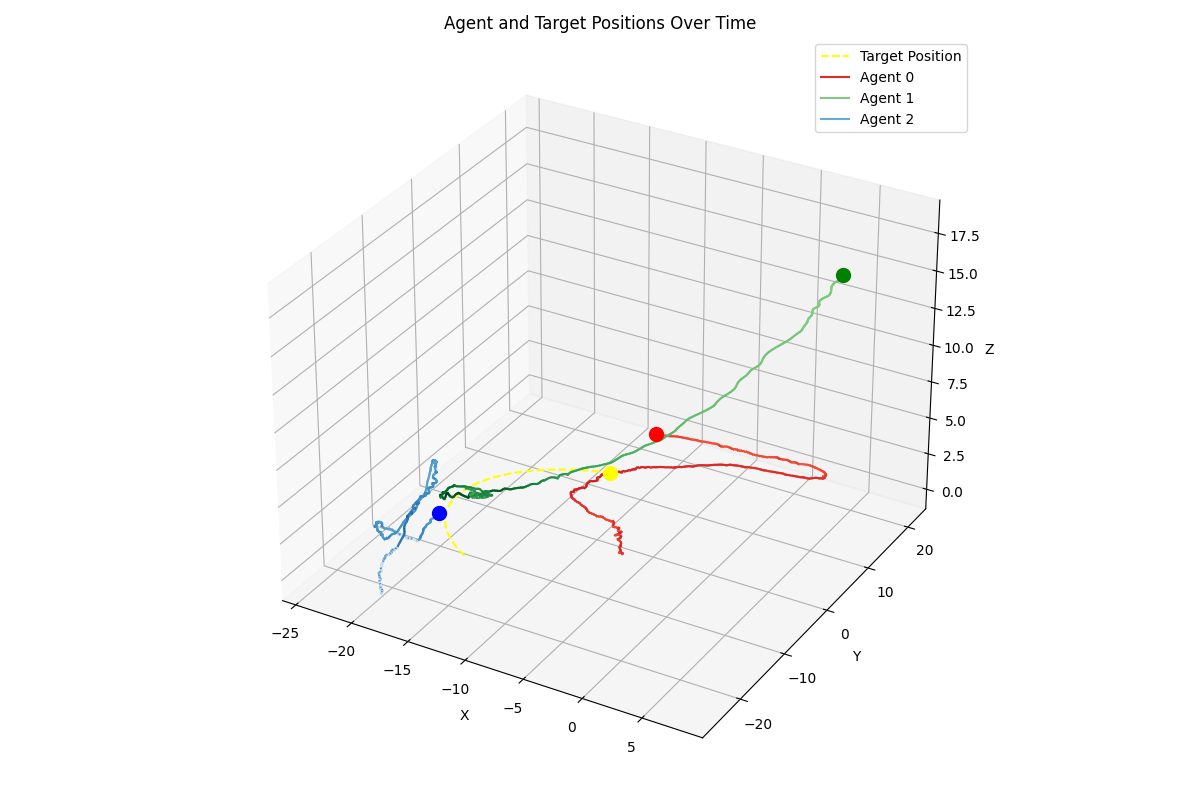 Agent and Target Positions Over Time
Target Position
Agent 0
Agent 1
Agent 2
17.5
15.0
12.5
10.0
7.5
5.0
2.5
0.0
Z
20
10
0
−10
−20
Y
−25
−20
−15
−10
−5
0
5
X